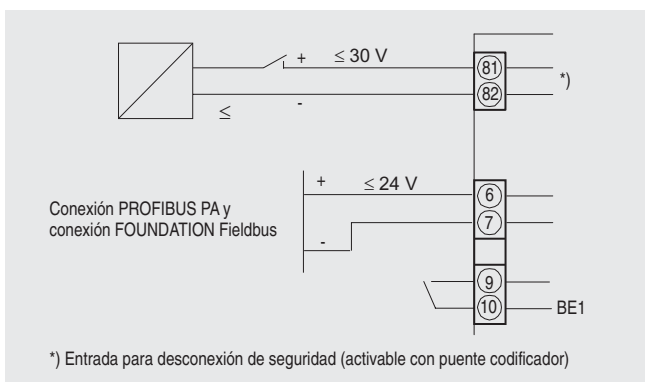 + ≤ 30 V
81
*)
82
≤ -
+ ≤ 24 V
6
Conexión PROFIBUS PA y
conexión FOUNDATION Fieldbus
7
-
9
10 BE1
*) Entrada para desconexión de seguridad (activable con puente codificador)